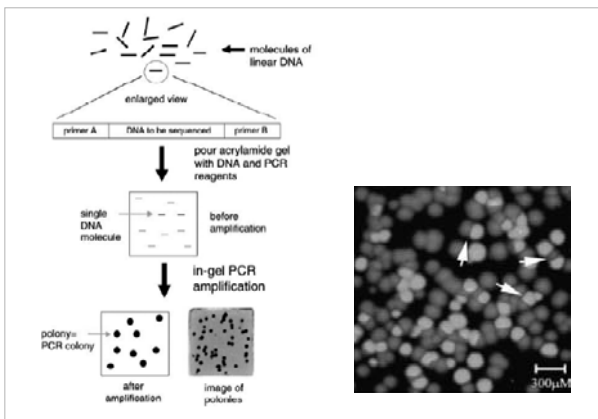 molecules of
linear DNA
enlarged view
primer A
DNA to be sequenced
primer B
pour acrylamide gel
with DNA and PCR
reagents
single
DNA
molecule
before
amplification
in-gel PCR
amplification
polony=
PCR colony
after
amplification
image of
polonies
300μM